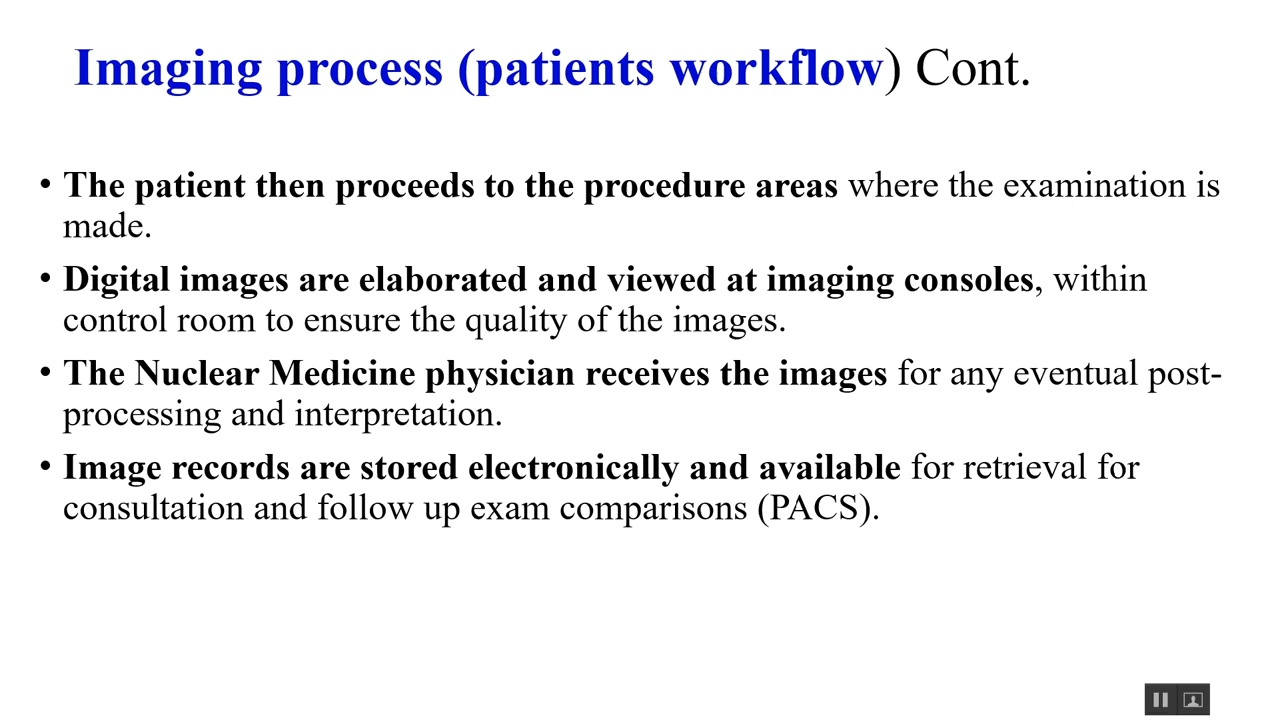 Imaging process (patients workflow) Cont.
• The patient then proceeds to the procedure areas where the examination is
made.
• Digital images are elaborated and viewed at imaging consoles, within
control room to ensure the quality of the images.
• The Nuclear Medicine physician receives the images for any eventual post-
processing and interpretation.
• Image records are stored electronically and available for retrieval for
consultation and follow up exam comparisons (PACS).